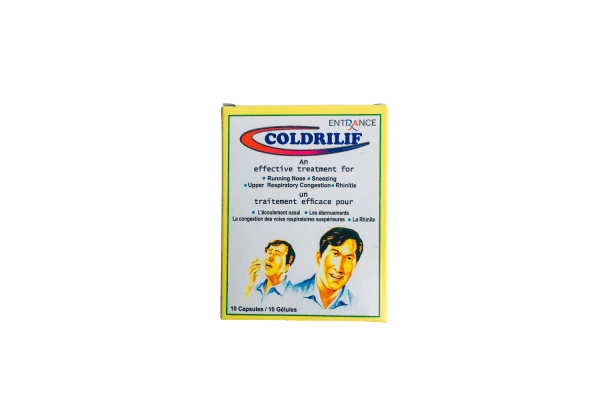 ENTRANCE
COLDRILIF
An
effective treatment for
• Running Nose • Sneezing
• Upper Respiratory Congestion • Rhinitis
un
traitement efficace pour
• L'écoulement nasal • Les éternuements
La congestion des voies respiratoires suspérieures • La Rhinite
10 Capsules / 10 Gélules